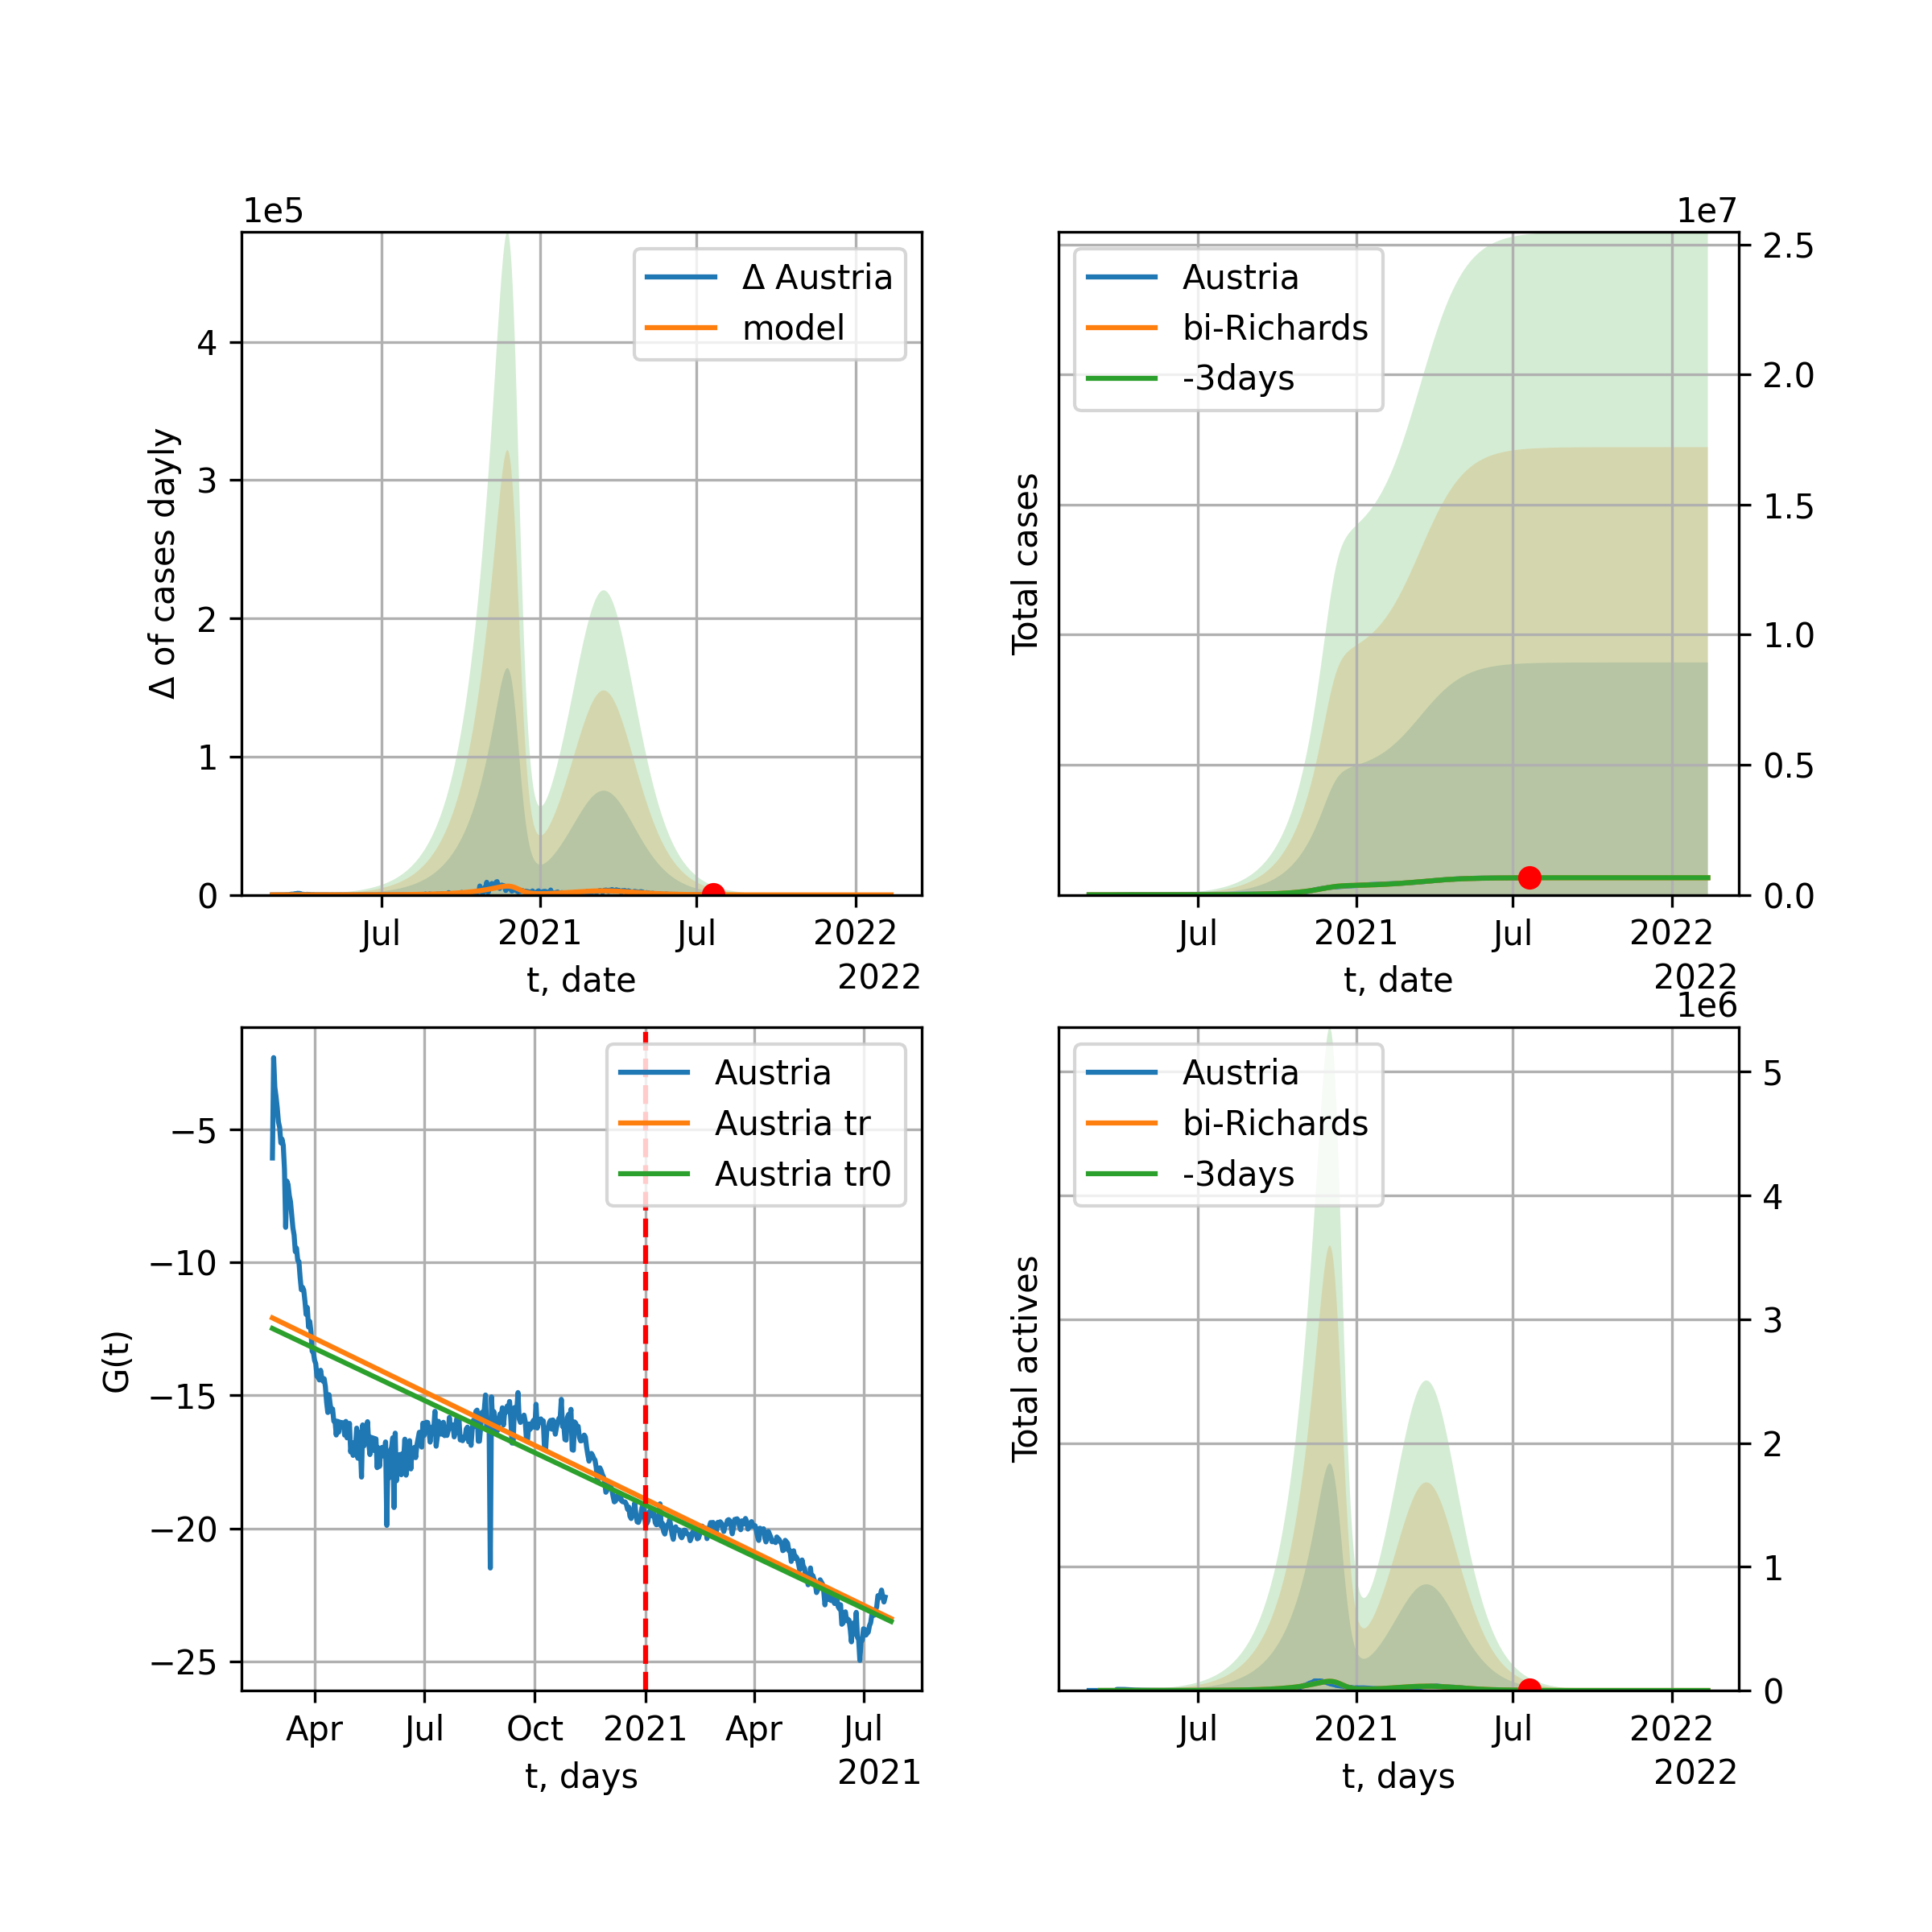 1e5
Δ Austria
model
4
3
2
1
0
Δ of cases dayly
Jul
2021
Jul
2022
t, date
2022
1e7
Austria
bi-Richards
-3days
2.5
2.0
1.5
1.0
0.5
0.0
Total cases
Jul
2021
Jul
2022
t, date
2022
Austria
Austria tr
Austria tr0
−5
−10
−15
−20
−25
G(t)
Apr
Jul
Oct
2021
Apr
Jul
t, days
2021
1e6
Austria
bi-Richards
-3days
5
4
3
2
1
0
Total actives
Jul
2021
Jul
2022
t, days
2022